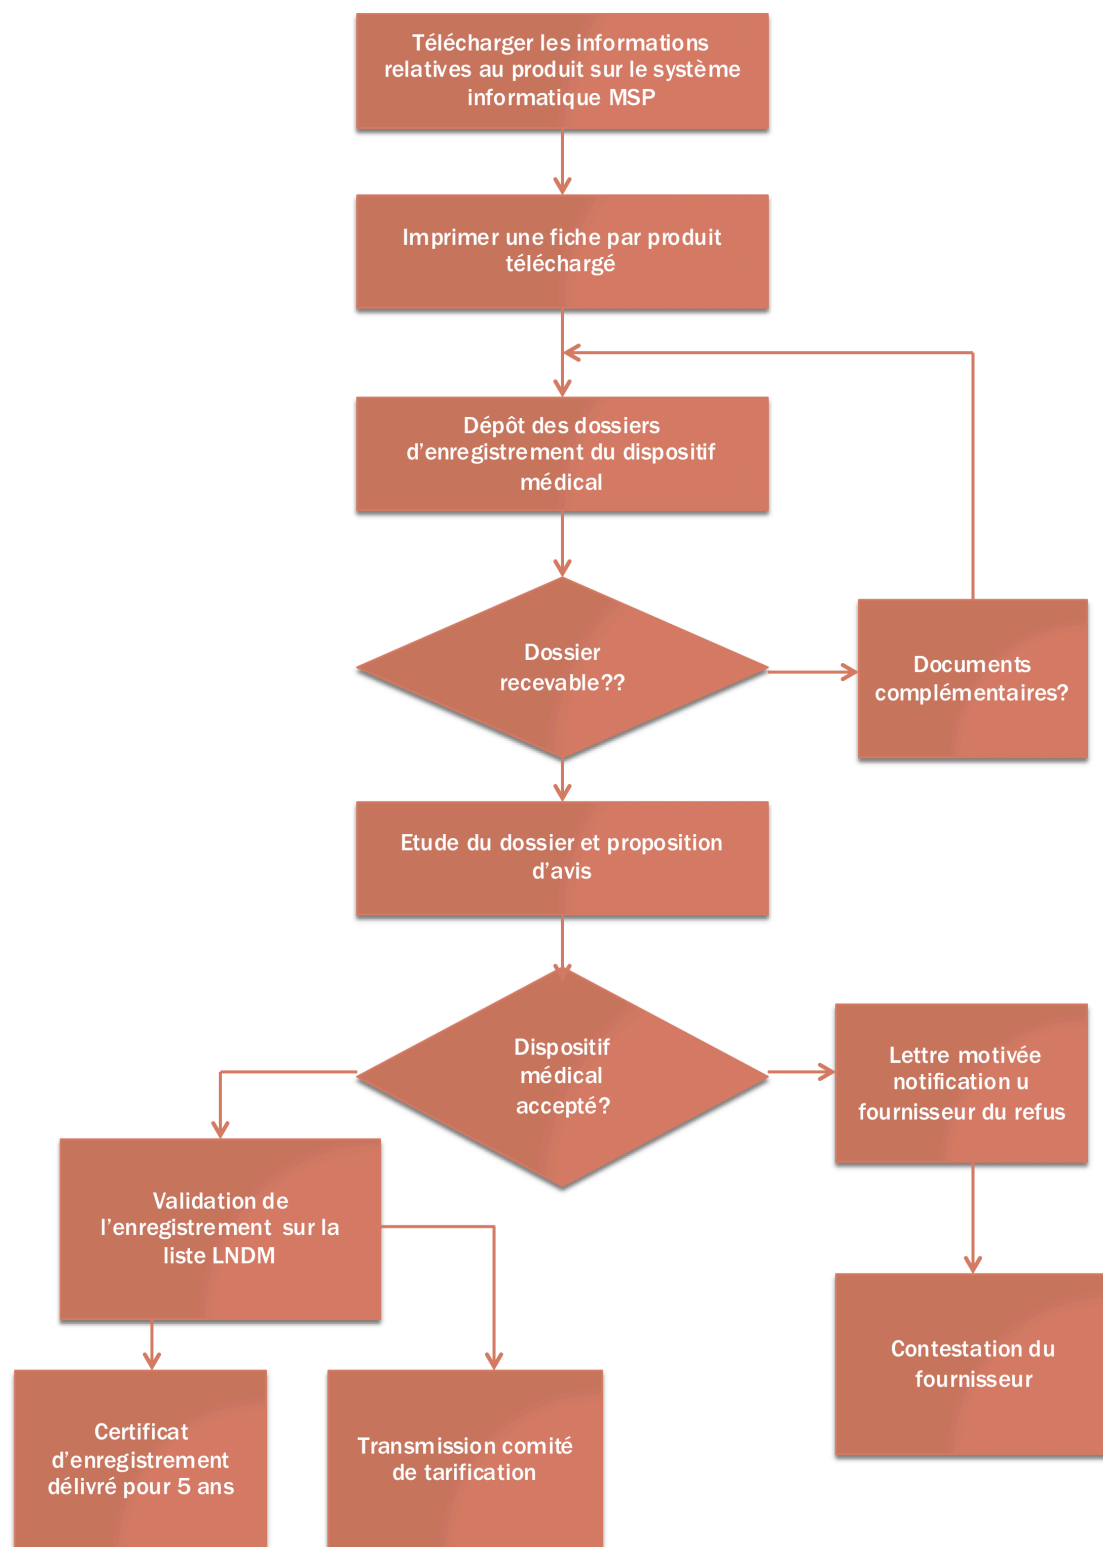 Télécharger les informations
relatives au produit sur le système
informatique MSP
Imprimer une fiche par produit
téléchargé
Dépôt des dossiers
d'enregistrement du dispositif
médical
Dossier
recevable??
Documents
complémentaires?
Etude du dossier et proposition
d'avis
Dispositif
médical
accepté?
Lettre motivée
notification u
fournisseur du refus
Validation de
l'enregistrement sur la
liste LNDM
Contestation du
fournisseur
Certificat
d'enregistrement
délivré pour 5 ans
Transmission comité
de tarification